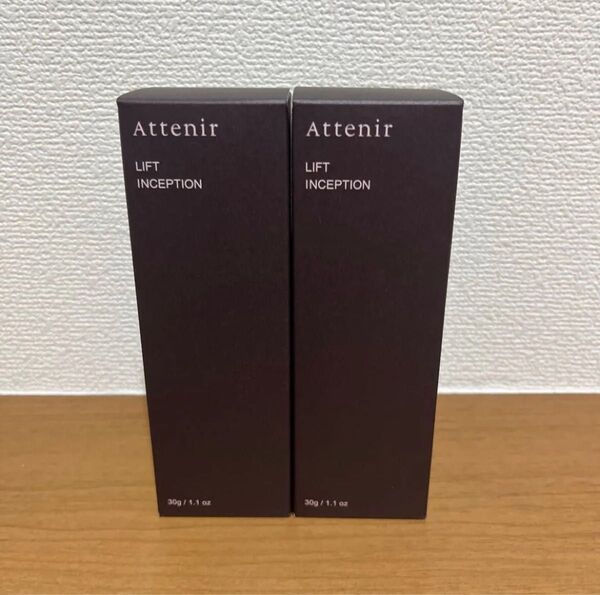 Attenir
LIFT
INCEPTION
30g / 1.1 oz
Attenir
LIFT
INCEPTION
30g / 1.1 oz